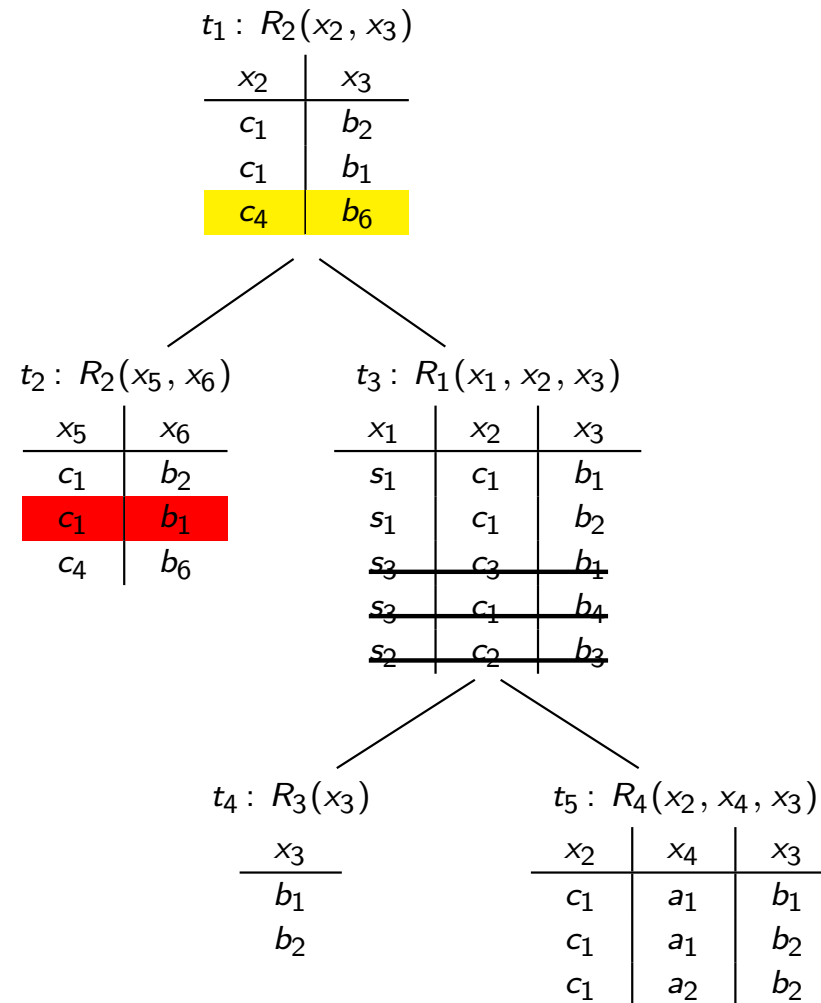 t₁ : R₂(x₂, x₃)
x₂ x₃
c₁ b₂
c₁ b₁
c₄ b₆
t₂ : R₂(x₅, x₆)
x₅ x₆
c₁ b₂
c₁ b₁
c₄ b₆
t₃ : R₁(x₁, x₂, x₃)
x₁ x₂ x₃
s₁ c₁ b₁
s₁ c₁ b₂
s₃ c₃ b₁
s₃ c₁ b₄
s₂ c₂ b₃
t₄ : R₃(x₃)
x₃
b₁
b₂
t₅ : R₄(x₂, x₄, x₃)
x₂ x₄ x₃
c₁ a₁ b₁
c₁ a₁ b₂
c₁ a₂ b₂